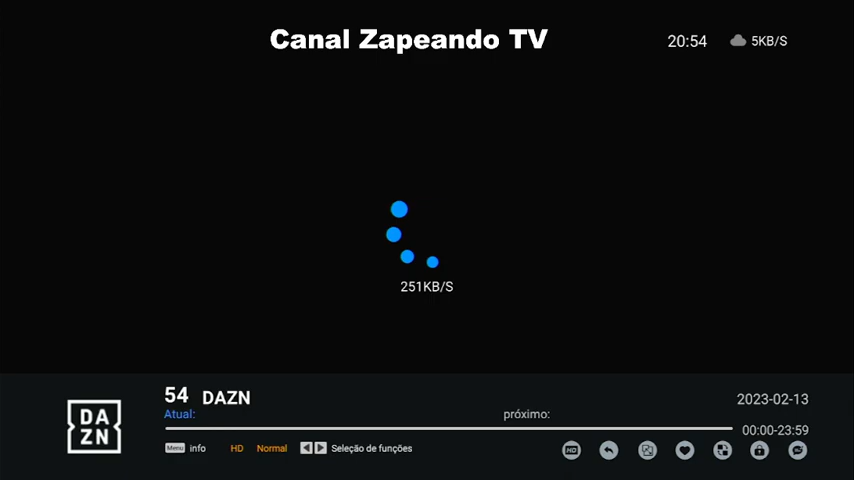 Canal Zapeando TV
20:54
5KB/S
251KB/S
54 DAZN
2023-02-13
Atual:
próximo:
00:00-23:59
DA
ZN
Menu info HD Normal Seleção de funções
HD